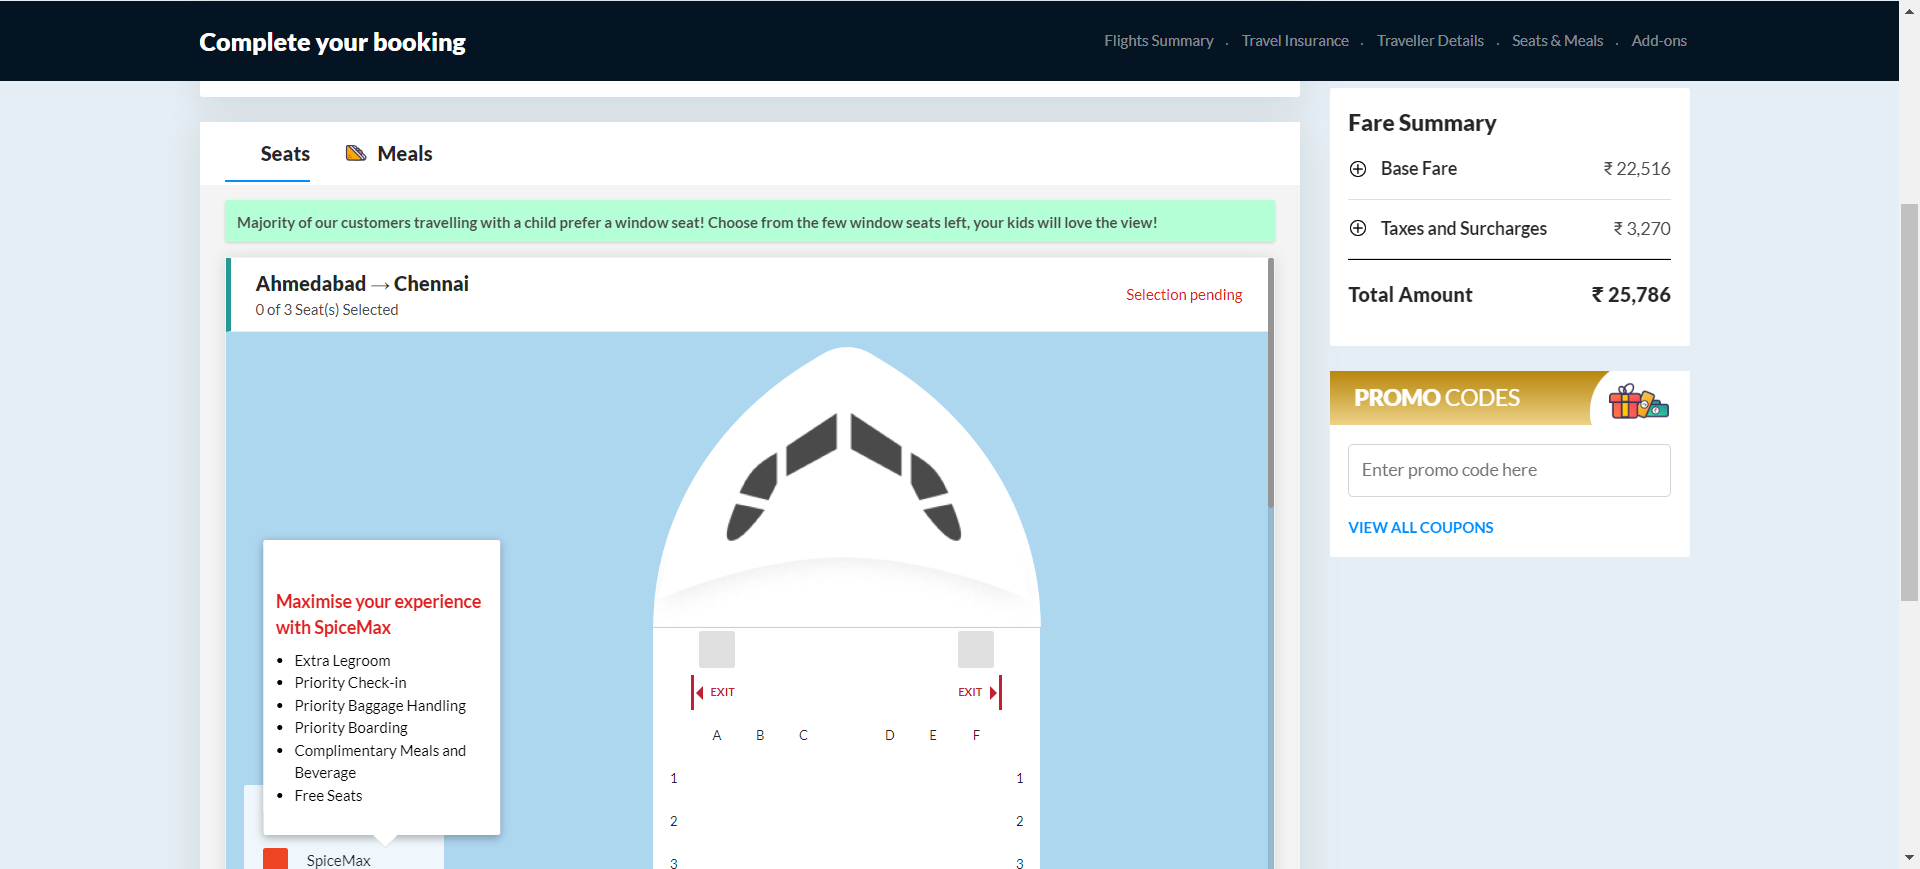 Complete your booking
Flights Summary . Travel Insurance . Traveller Details . Seats & Meals . Add-ons
Seats
Meals
Majority of our customers travelling with a child prefer a window seat! Choose from the few window seats left, your kids will love the view!
Ahmedabad → Chennai
0 of 3 Seat(s) Selected
Selection pending
Maximise your experience
with SpiceMax
• Extra Legroom
• Priority Check-in
• Priority Baggage Handling
• Priority Boarding
• Complimentary Meals and
Beverage
• Free Seats
SpiceMax
EXIT EXIT
A B C D E F
1 1
2 2
3 3
Fare Summary
Base Fare ₹ 22,516
Taxes and Surcharges ₹ 3,270
Total Amount ₹ 25,786
PROMO CODES
Enter promo code here
VIEW ALL COUPONS